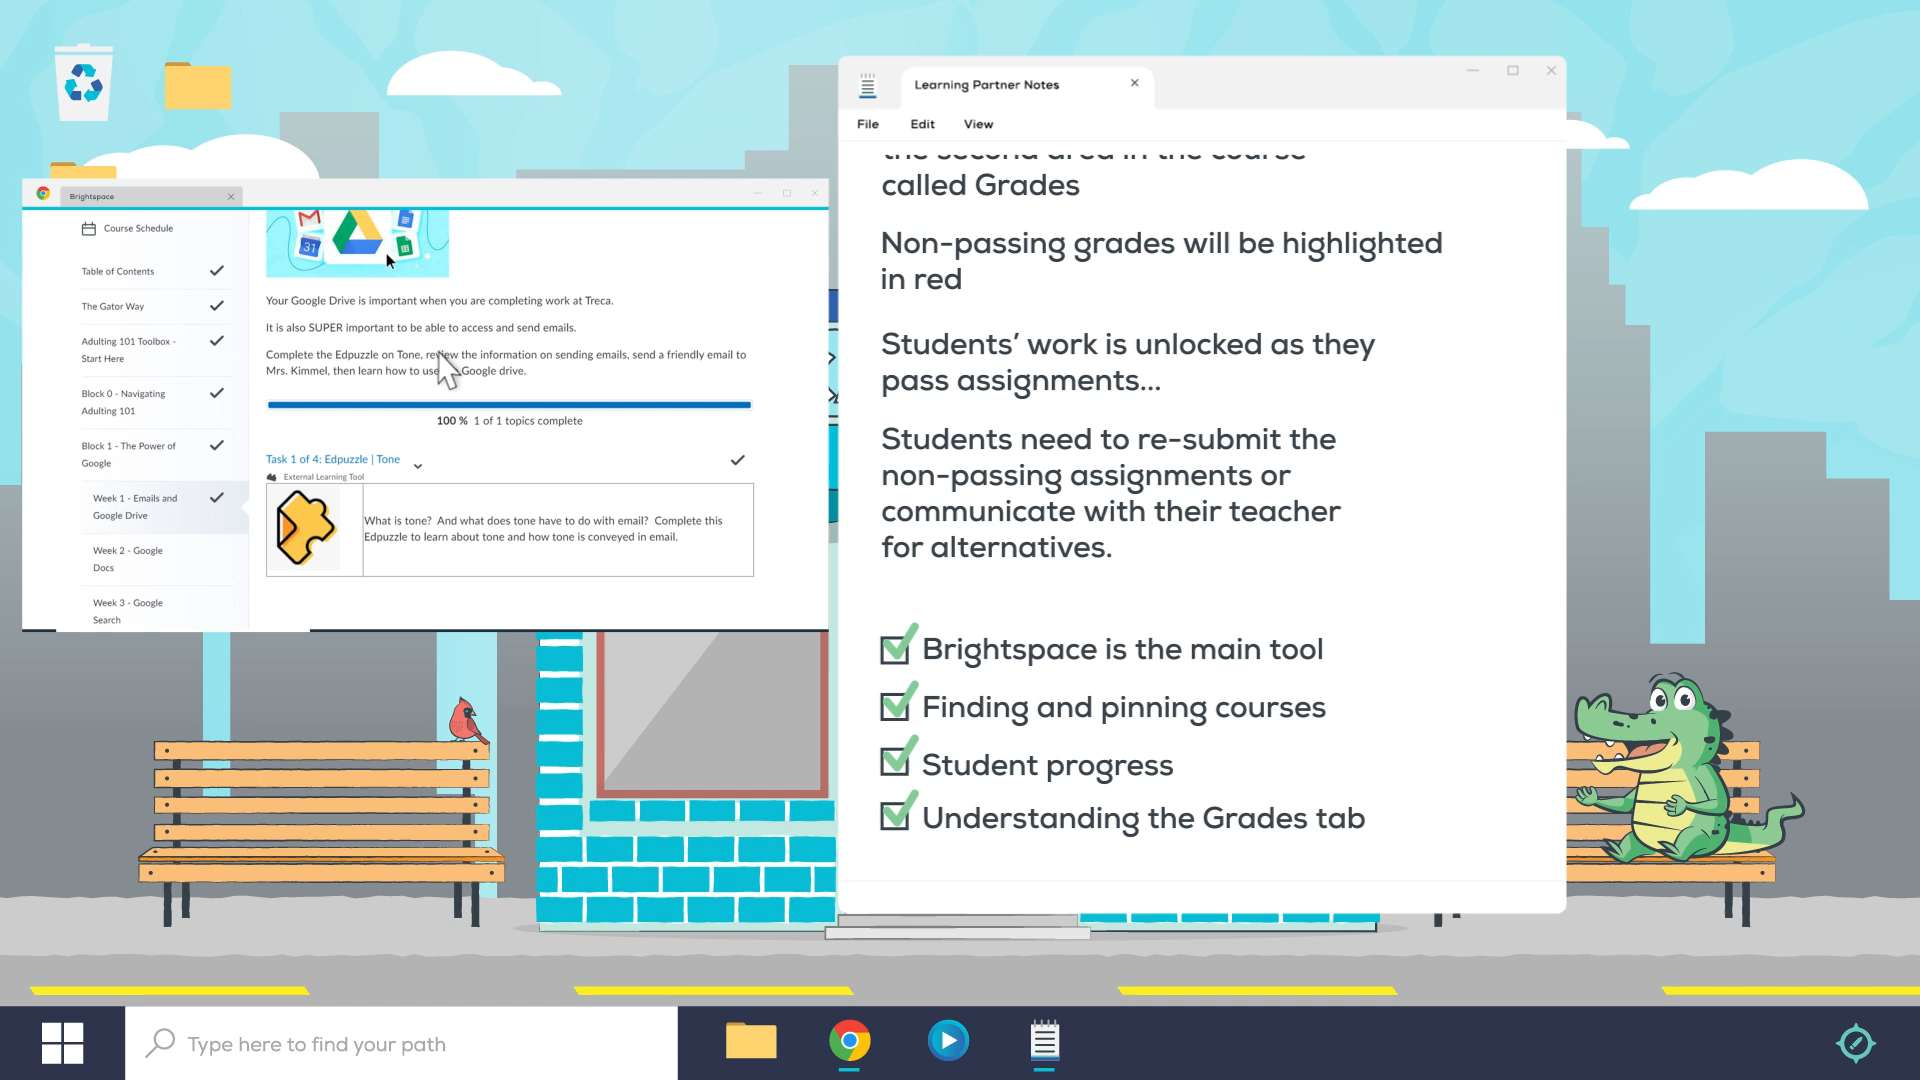 Brightspace
Course Schedule
Table of Contents
The Gator Way
Adulting 101 Toolbox -
Start Here
Block 0 - Navigating
Adulting 101
Block 1 - The Power of
Google
Week 1 - Emails and
Google Drive
Week 2 - Google
Docs
Week 3 - Google
Search
31
Your Google Drive is important when you are completing work at Treca.
It is also SUPER important to be able to access and send emails.
Complete the Edpuzzle on Tone, review the information on sending emails, send a friendly email to
Mrs. Kimmel, then learn how to use Google drive.
100 % 1 of 1 topics complete
Task 1 of 4: Edpuzzle | Tone
External Learning Tool
What is tone? And what does tone have to do with email? Complete this
Edpuzzle to learn about tone and how tone is conveyed in email.
Learning Partner Notes
File Edit View
the second area in the course
called Grades
Non-passing grades will be highlighted
in red
Students’ work is unlocked as they
pass assignments...
Students need to re-submit the
non-passing assignments or
communicate with their teacher
for alternatives.
Brightspace is the main tool
Finding and pinning courses
Student progress
Understanding the Grades tab
Type here to find your path